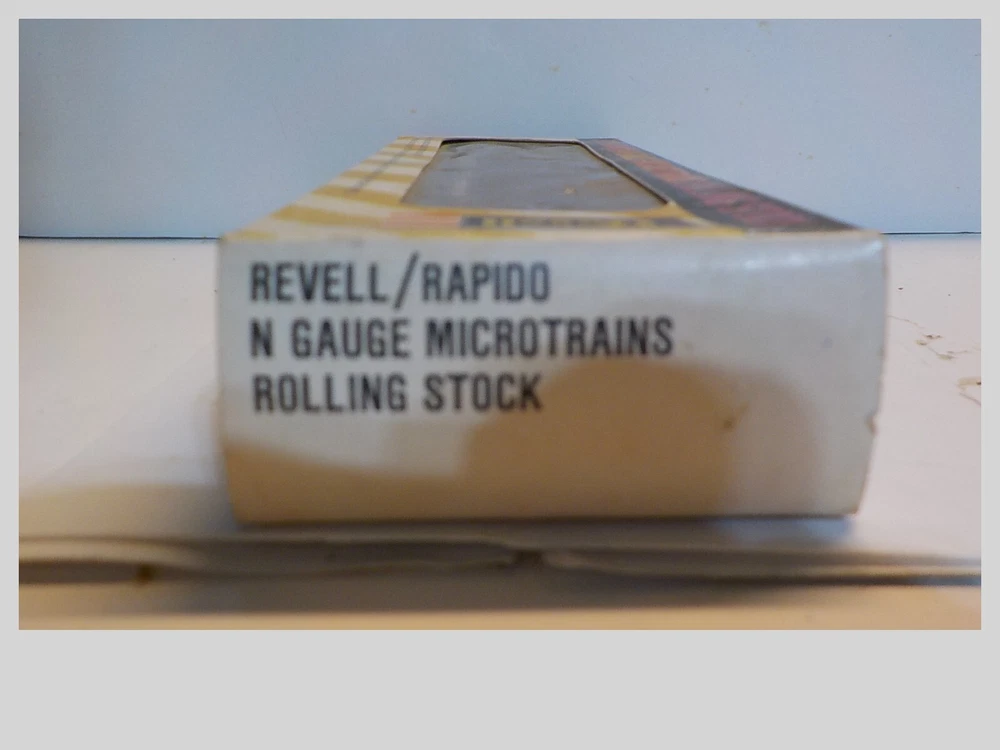 REVELL/RAPIDO
N GAUGE MICROTRAINS
ROLLING STOCK